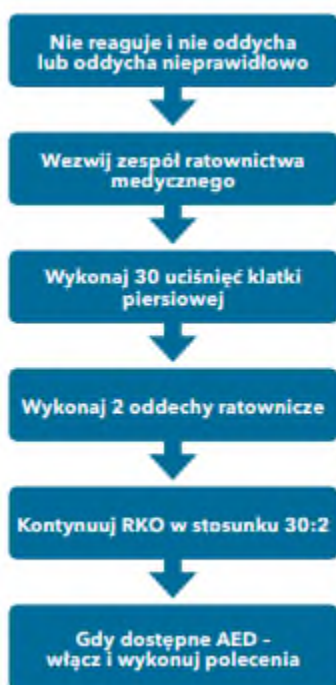 Nie reaguje i nie oddycha
lub oddycha nieprawidłowo
Wezwij zespół ratownictwa
medycznego
Wykonaj 30 uciśnięć klatki
piersiowej
Wykonaj 2 oddechy ratownicze
Kontynuuj RKO w stosunku 30:2
Gdy dostępne AED –
włącz i wykonuj polecenia